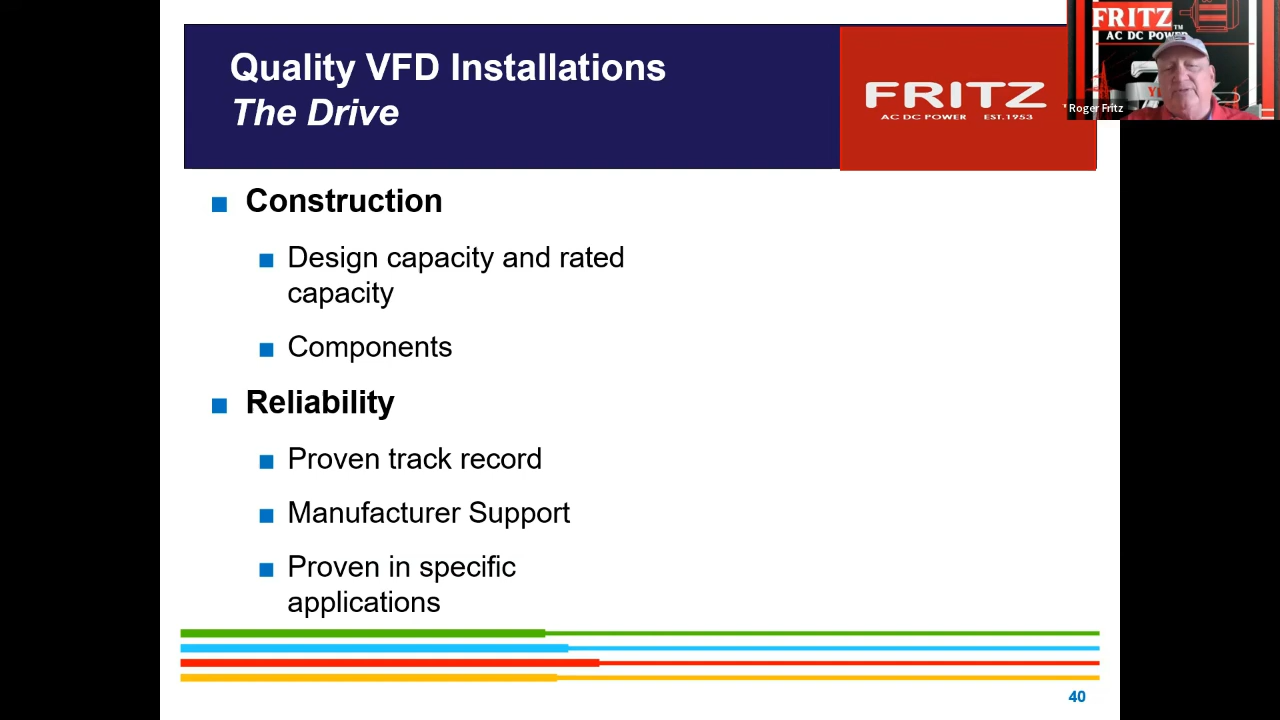 Quality VFD Installations
The Drive
FRITZ
AC DC POWER EST.1953
FRITZ™
AC DC POWER
Roger Fritz
Construction
Design capacity and rated
capacity
Components
Reliability
Proven track record
Manufacturer Support
Proven in specific
applications
40